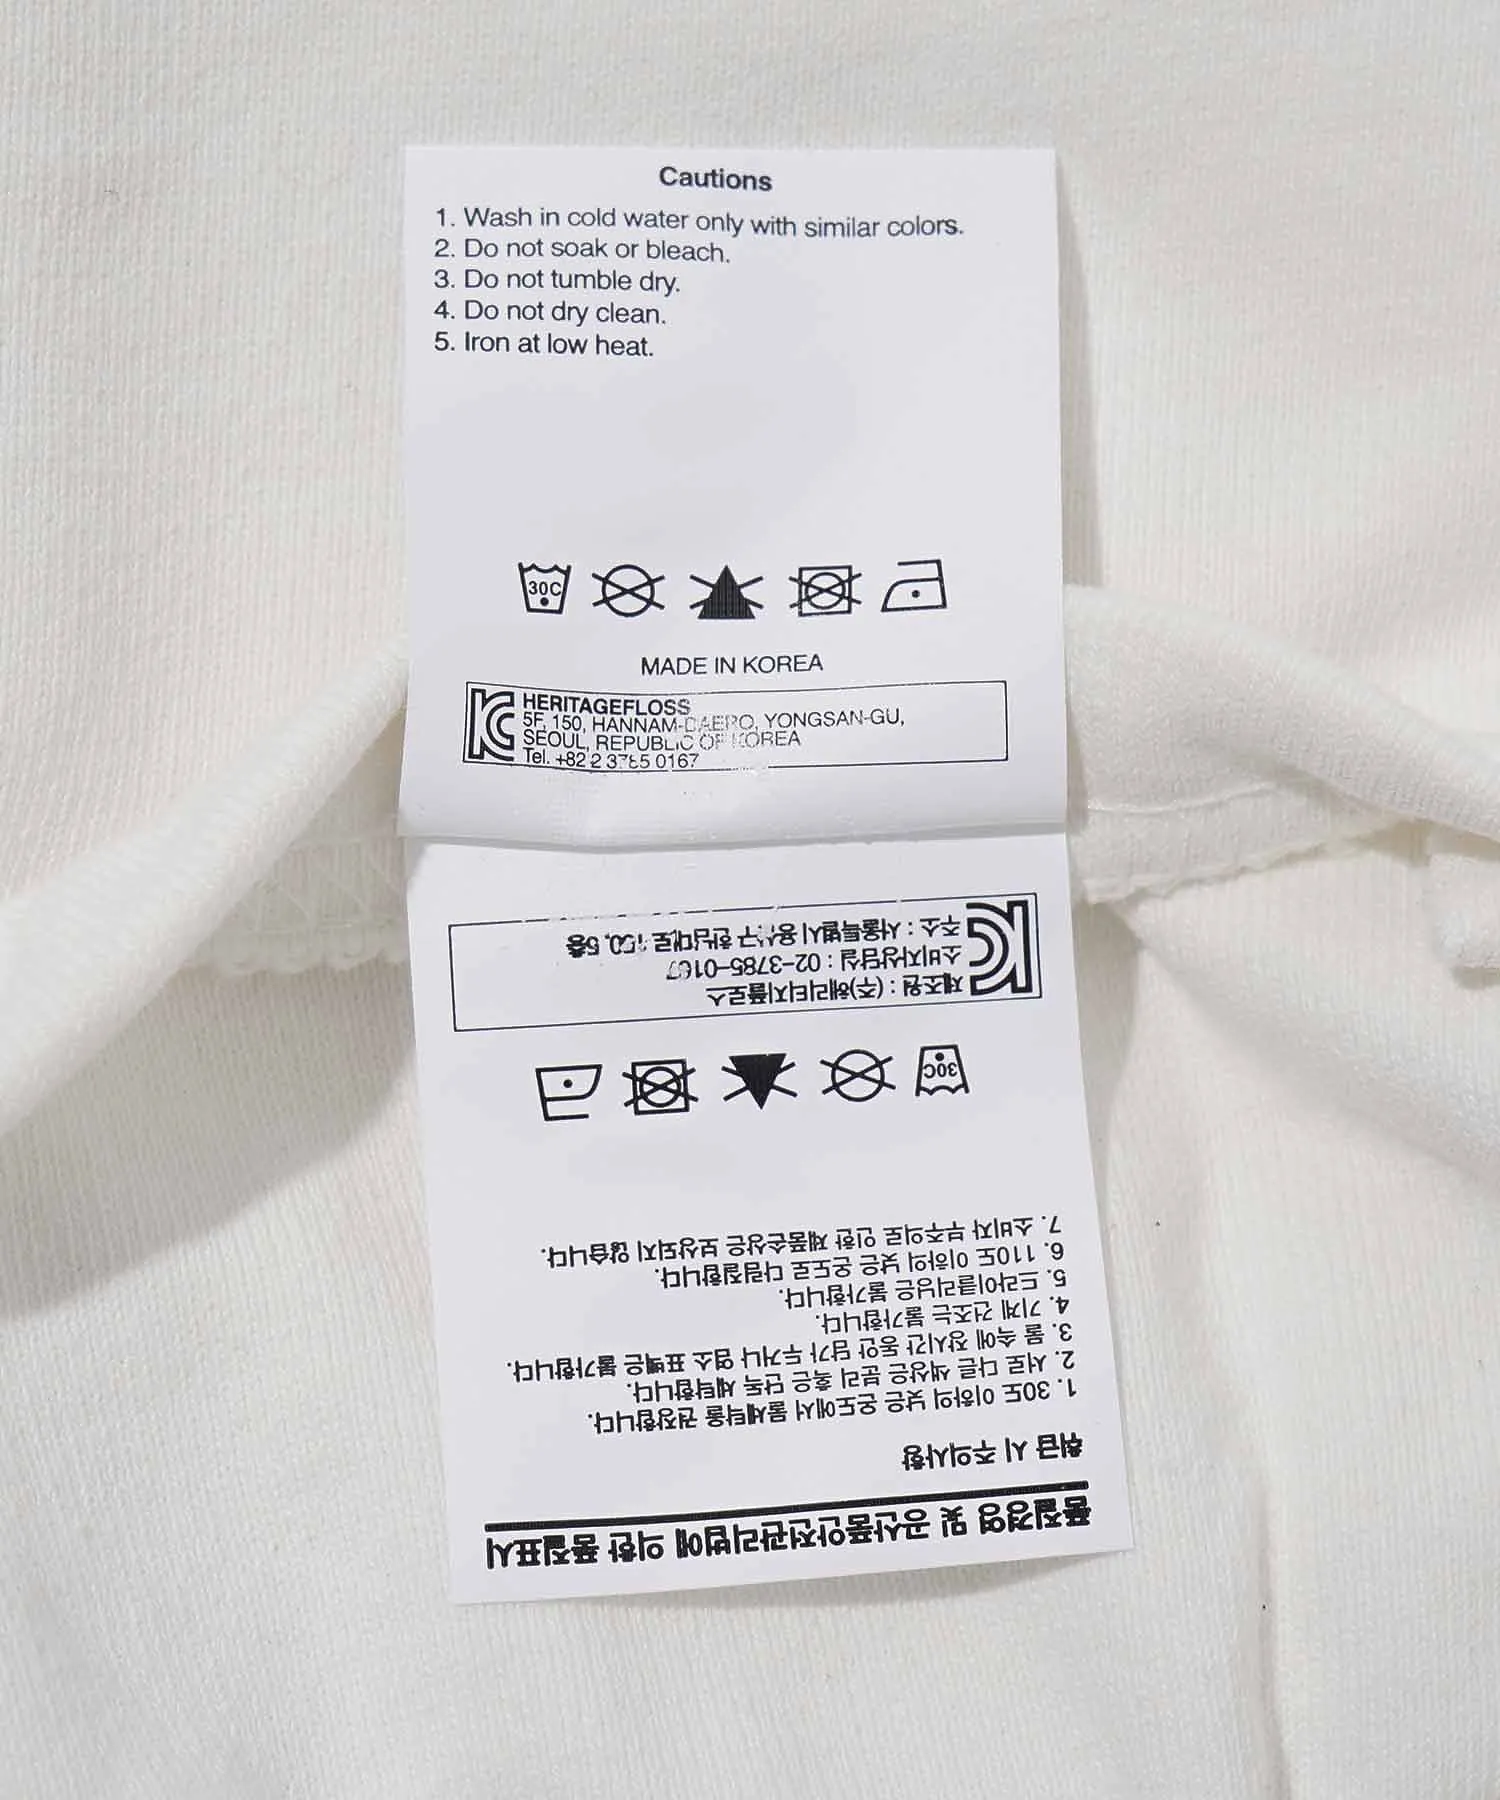 Cautions
1. Wash in cold water only with similar colors.
2. Do not soak or bleach.
3. Do not tumble dry.
4. Do not dry clean.
5. Iron at low heat.
30C
MADE IN KOREA
HERITAGEFLOSS
5F, 150, HANNAM-DAERO, YONGSAN-GU,
SEOUL, REPUBLIC OF KOREA
Tel. +82 2 3785 0167
품질경영 및 공산품안전관리법에 의한 품질표시
취급 시 주의사항
1. 30도 이하의 낮은 온도에서 물세탁을 권장합니다.
2. 서로 다른 색상은 분리 혹은 단독 세탁합니다.
3. 물 속에 장시간 동안 담가 두거나 염소 표백은 불가합니다.
4. 기계 건조는 불가합니다.
5. 드라이클리닝은 불가합니다.
6. 110도 이하의 낮은 온도로 다림질합니다.
7. 소비자 부주의로 인한 제품손상은 보상되지 않습니다.
30C
제조원 : (주)헤리티지플로스
소비자상담실 : 02-3785-0167
주소 : 서울특별시 용산구 한남대로 150, 5층